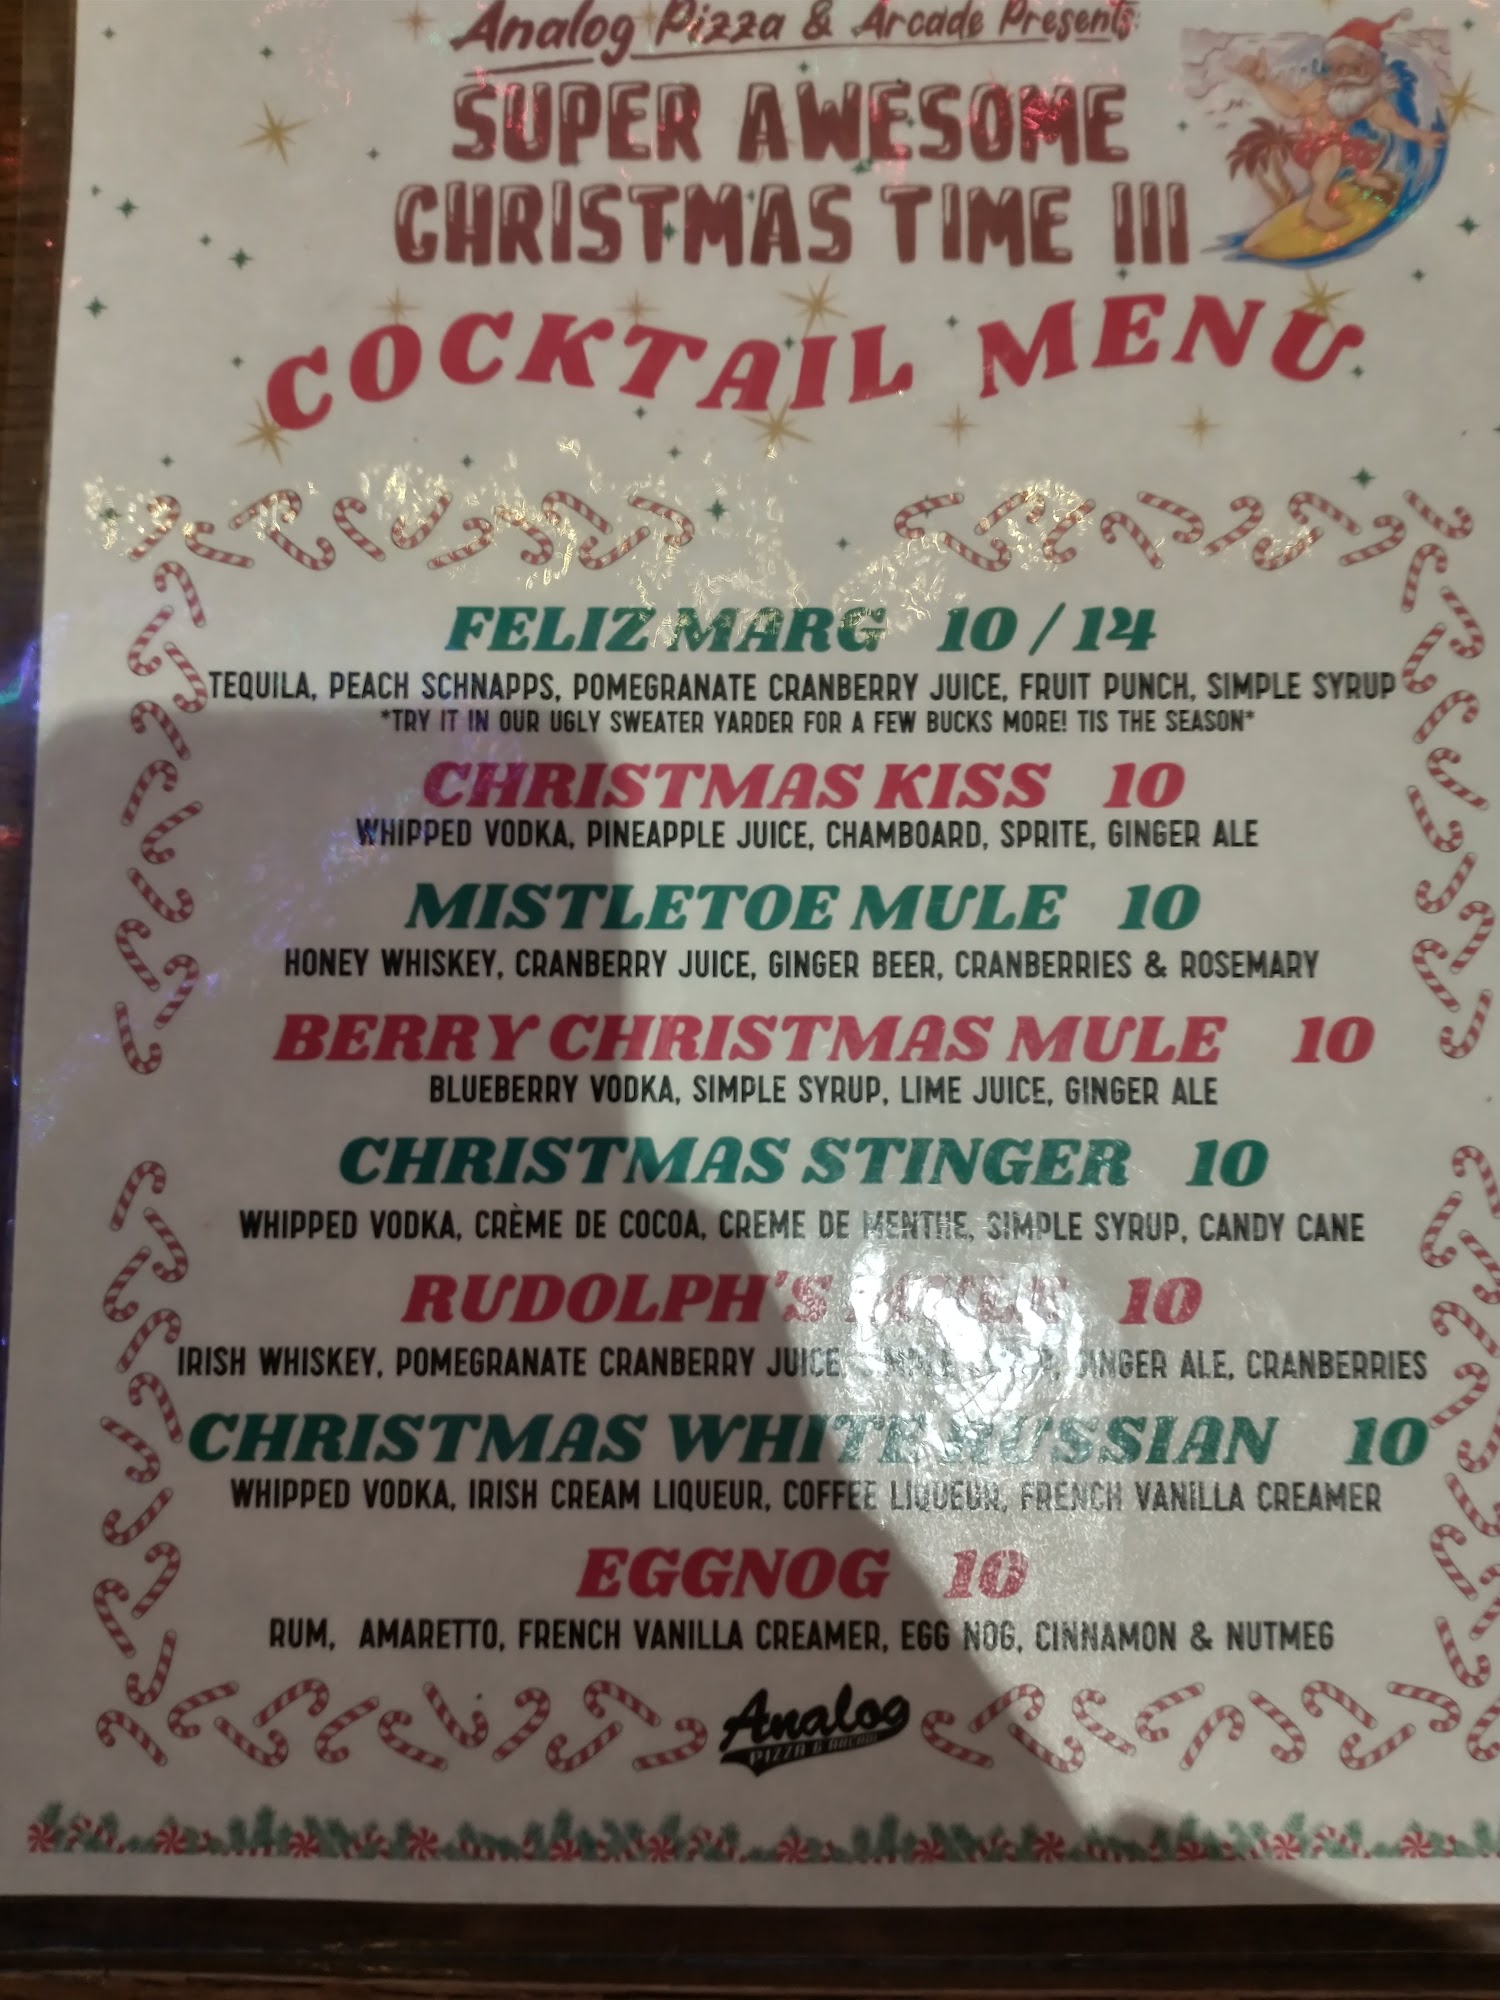 Analog Pizza & Arcade Presents:
SUPER AWESOME
CHRISTMAS TIME III
COCKTAIL MENU
FELIZ MARG 10 / 14
TEQUILA, PEACH SCHNAPPS, POMEGRANATE CRANBERRY JUICE, FRUIT PUNCH, SIMPLE SYRUP
*TRY IT IN OUR UGLY SWEATER YARDER FOR A FEW BUCKS MORE! TIS THE SEASON*
CHRISTMAS KISS 10
WHIPPED VODKA, PINEAPPLE JUICE, CHAMBOARD, SPRITE, GINGER ALE
MISTLETOE MULE 10
HONEY WHISKEY, CRANBERRY JUICE, GINGER BEER, CRANBERRIES & ROSEMARY
BERRY CHRISTMAS MULE 10
BLUEBERRY VODKA, SIMPLE SYRUP, LIME JUICE, GINGER ALE
CHRISTMAS STINGER 10
WHIPPED VODKA, CRÈME DE COCOA, CREME DE MENTHE, SIMPLE SYRUP, CANDY CANE
RUDOLPH'S 10
IRISH WHISKEY, POMEGRANATE CRANBERRY JUICE, GINGER ALE, CRANBERRIES
CHRISTMAS WHITE RUSSIAN 10
WHIPPED VODKA, IRISH CREAM LIQUEUR, COFFEE LIQUEUR, FRENCH VANILLA CREAMER
EGGNOG 10
RUM, AMARETTO, FRENCH VANILLA CREAMER, EGG NOG, CINNAMON & NUTMEG
Analog
PIZZA & ARCADE